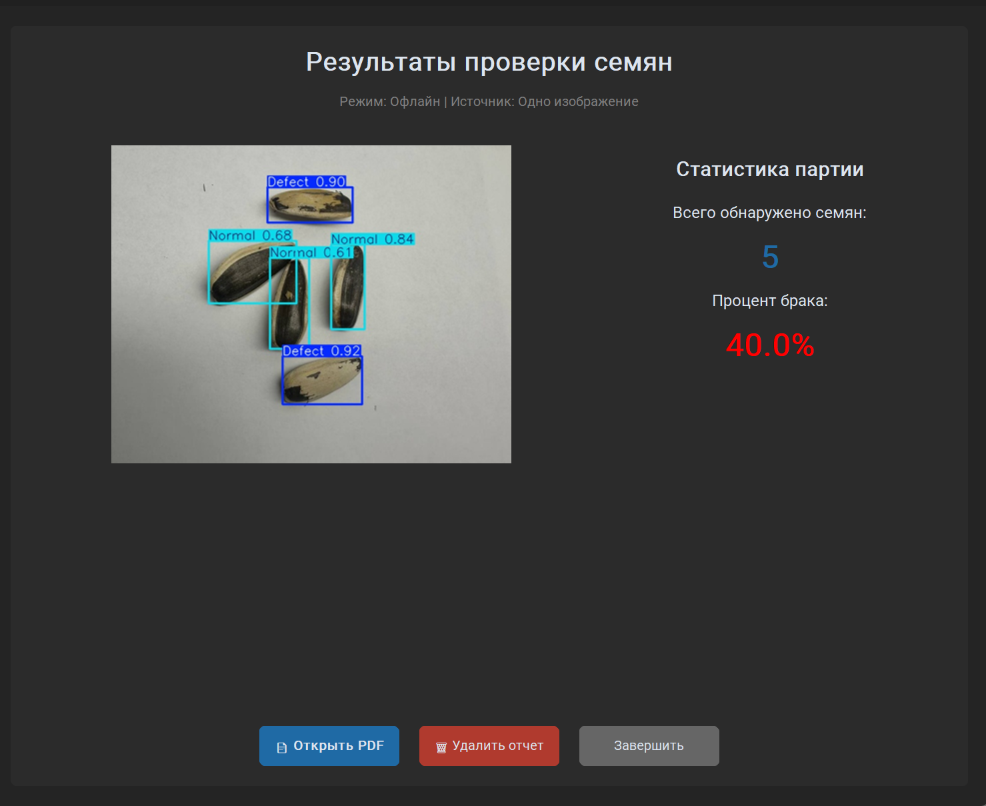 Результаты проверки семян
Режим: Офлайн | Источник: Одно изображение
Defect 0.90
Normal 0.68
Normal 0.61
Normal 0.84
Defect 0.92
Статистика партии
Всего обнаружено семян:
5
Процент брака:
40.0%
Открыть PDF
Удалить отчет
Завершить